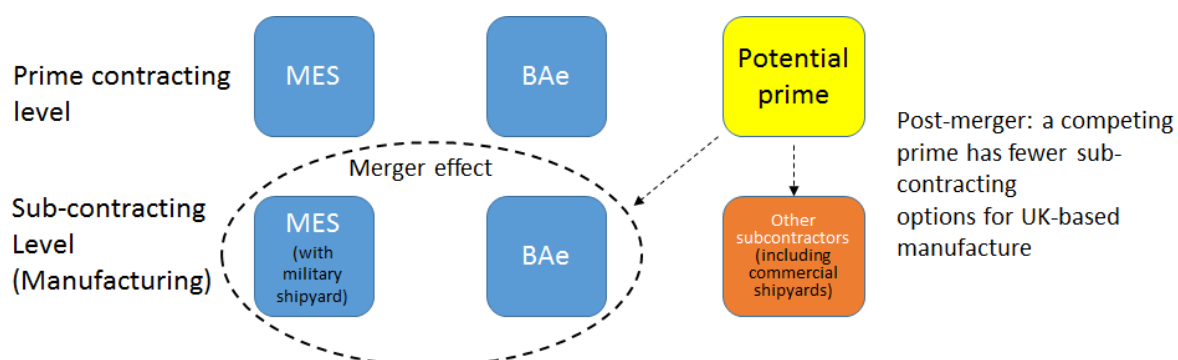 Prime contracting
level
MES
BAe
Potential
prime
Post-merger: a competing
prime has fewer sub-
contracting
options for UK-based
manufacture
Merger effect
Sub-contracting
Level
(Manufacturing)
MES
(with
military
shipyard)
BAe
Other
subcontractors
(including
commercial
shipyards)